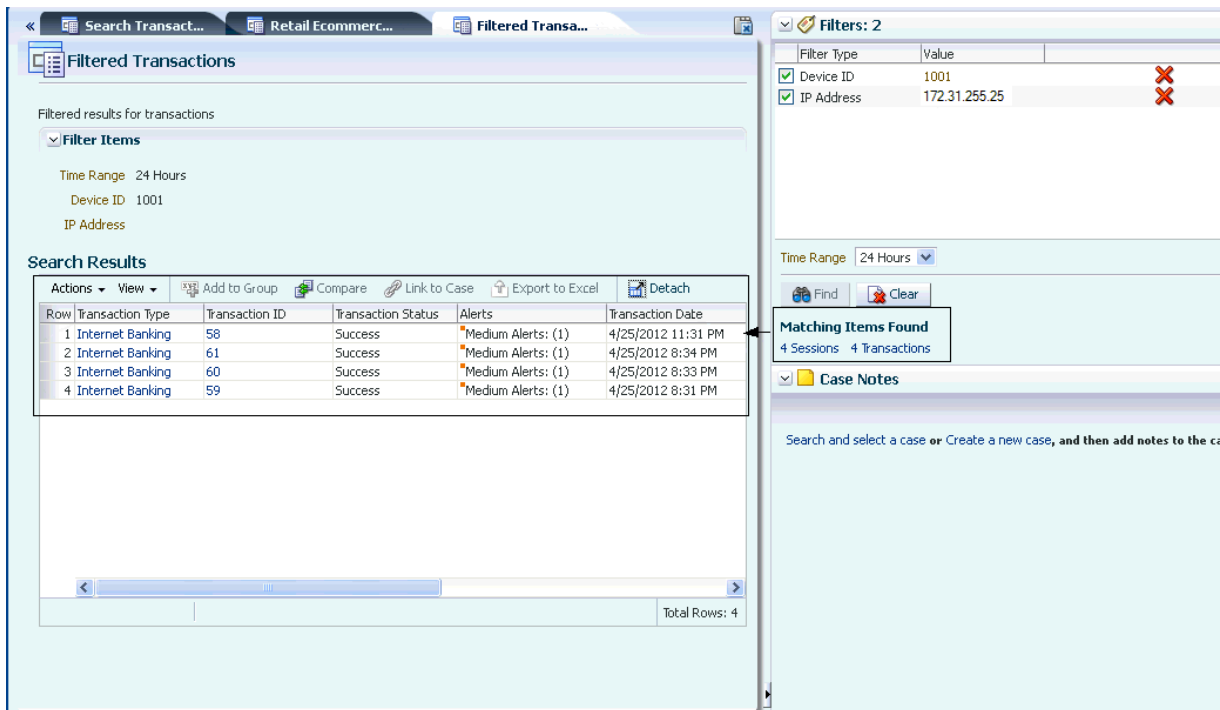 « Search Transact... Retail Ecommerc... Filtered Transa...
Filtered Transactions
Filtered results for transactions
Filter Items
Time Range 24 Hours
Device ID 1001
IP Address
Search Results
Actions View Add to Group Compare Link to Case Export to Excel Detach
Row Transaction Type Transaction ID Transaction Status Alerts Transaction Date
1 Internet Banking 58 Success Medium Alerts: (1) 4/25/2012 11:31 PM
2 Internet Banking 61 Success Medium Alerts: (1) 4/25/2012 8:34 PM
3 Internet Banking 60 Success Medium Alerts: (1) 4/25/2012 8:33 PM
4 Internet Banking 59 Success Medium Alerts: (1) 4/25/2012 8:31 PM
Total Rows: 4
Filters: 2
Filter Type Value
Device ID 1001
IP Address 172.31.255.25
Time Range 24 Hours
Find Clear
Matching Items Found
4 Sessions 4 Transactions
Case Notes
Search and select a case or Create a new case, and then add notes to the ca